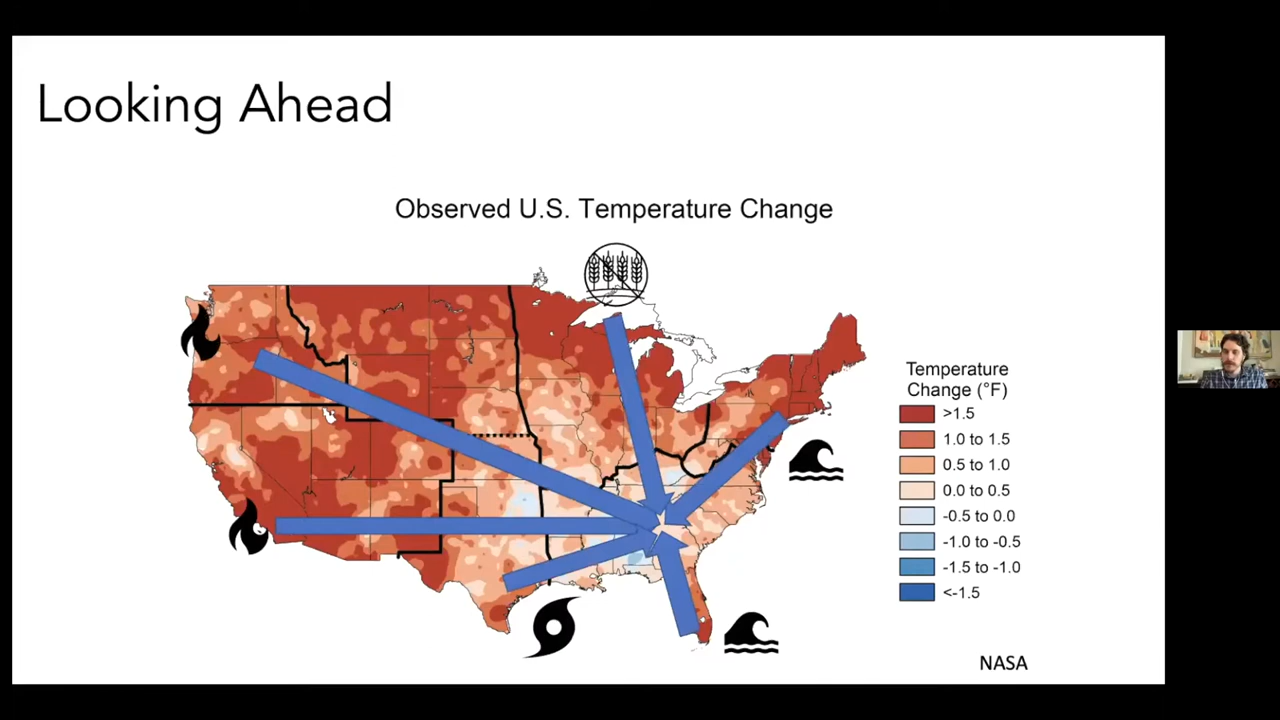 Looking Ahead
Observed U.S. Temperature Change
Temperature
Change (°F)
>1.5
1.0 to 1.5
0.5 to 1.0
0.0 to 0.5
-0.5 to 0.0
-1.0 to -0.5
-1.5 to -1.0
<-1.5
NASA